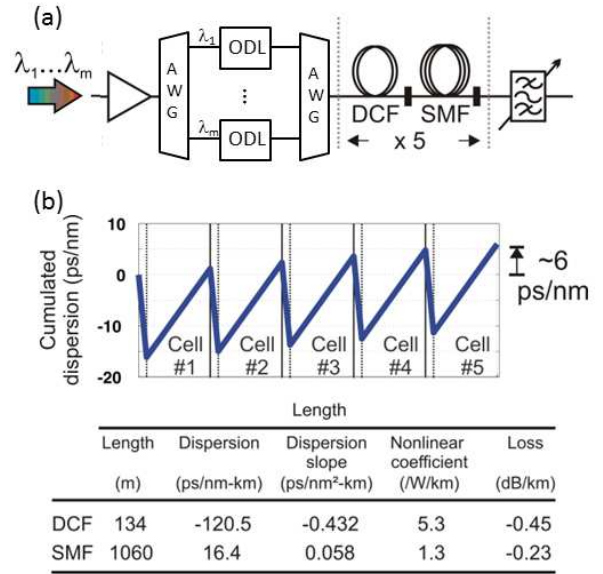 (a)
λ1...λm
A W G
λ1
ODL
⋮
λm
ODL
A W G
DCF SMF
x 5
(b)
Cumulated dispersion (ps/nm)
10
0
-10
-20
Cell #1
Cell #2
Cell #3
Cell #4
Cell #5
~6 ps/nm
Length
Length Dispersion Dispersion slope Nonlinear coefficient Loss
(m) (ps/nm-km) (ps/nm²-km) (/W/km) (dB/km)
DCF 134 -120.5 -0.432 5.3 -0.45
SMF 1060 16.4 0.058 1.3 -0.23